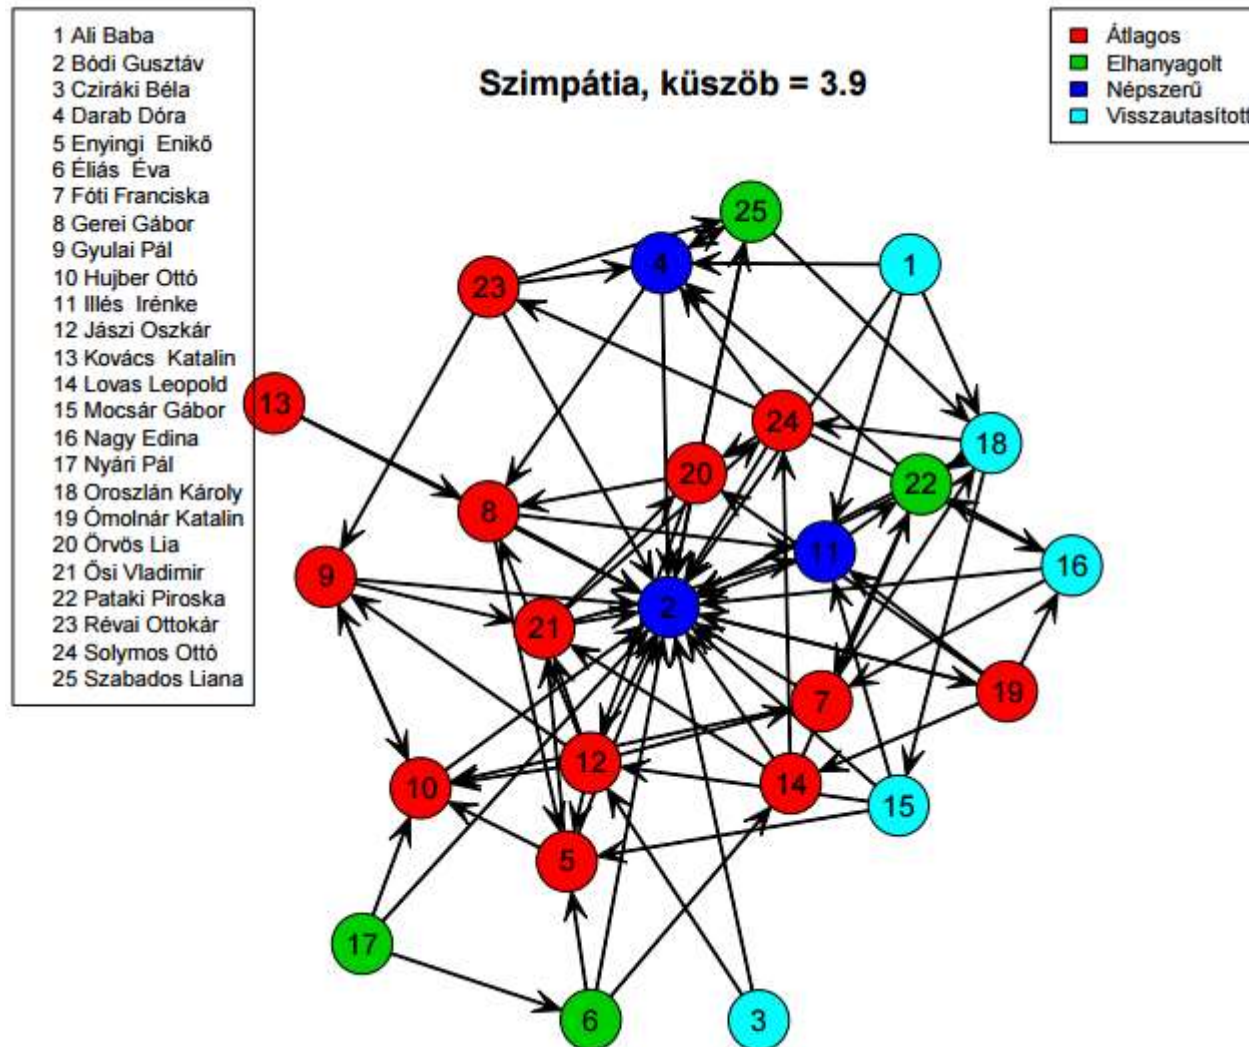 1 Ali Baba
2 Bódi Gusztáv
3 Cziráki Béla
4 Darab Dóra
5 Enyingi Enikő
6 Éliás Éva
7 Fóti Franciska
8 Gerei Gábor
9 Gyulai Pál
10 Hujber Ottó
11 Illés Irénke
12 Jászi Oszkár
13 Kovács Katalin
14 Lovas Leopold
15 Mocsár Gábor
16 Nagy Edina
17 Nyári Pál
18 Oroszlán Károly
19 Ómolnár Katalin
20 Örvös Lia
21 Ősi Vladimir
22 Pataki Piroska
23 Révai Ottokár
24 Solymos Ottó
25 Szabados Liana
Szimpátia, küszöb = 3.9
Átlagos
Elhanyagolt
Népszerű
Visszautasított
25
4
1
23
13
24
18
20
22
8
11
16
9
2
21
19
7
12
14
10
15
5
17
6
3